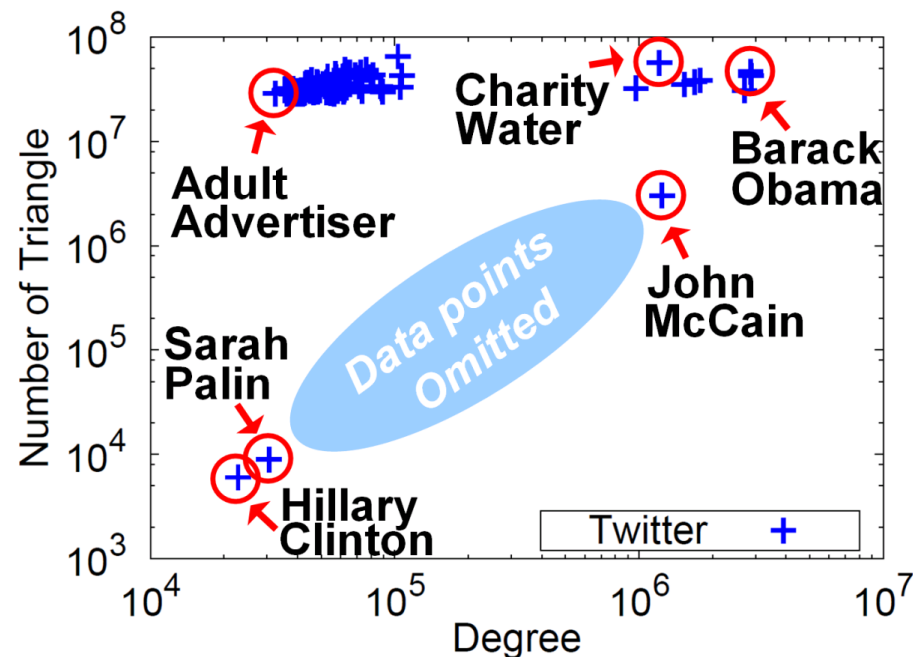 10^8
10^7
10^6
10^5
10^4
10^3
Number of Triangle
Charity
Water
Barack
Obama
Adult
Advertiser
John
McCain
Data points
Omitted
Sarah
Palin
Hillary
Clinton
Twitter
10^4
10^5
10^6
10^7
Degree